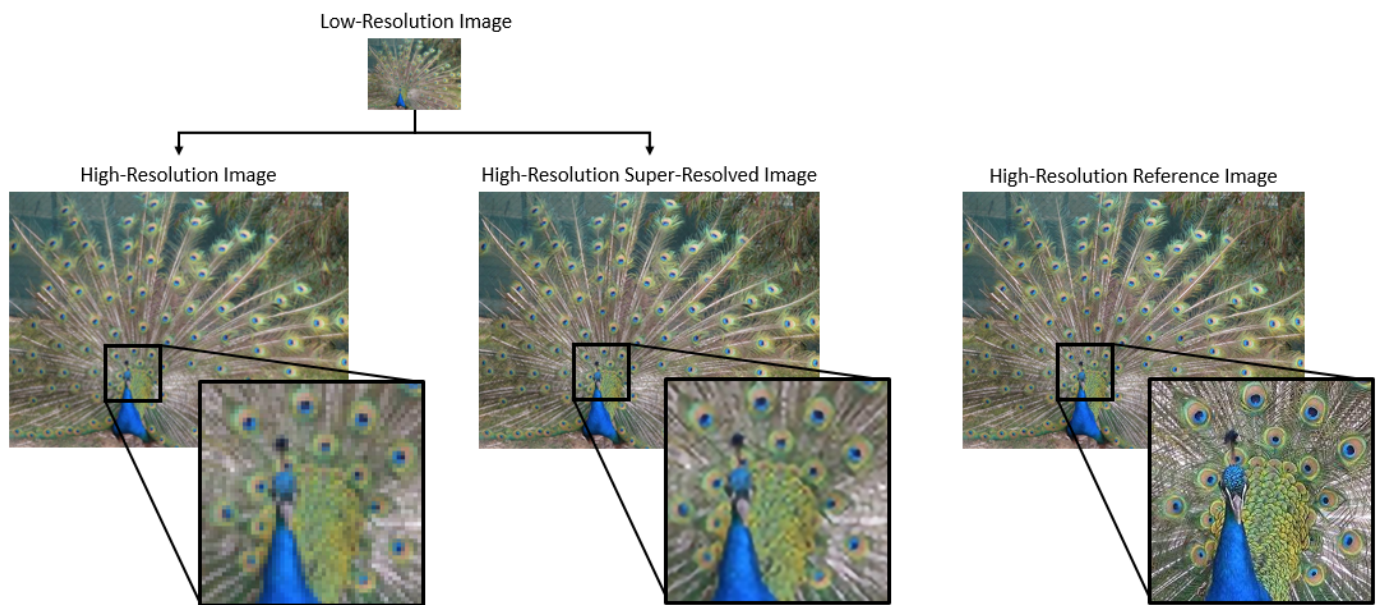 Low-Resolution Image
High-Resolution Image
High-Resolution Super-Resolved Image
High-Resolution Reference Image